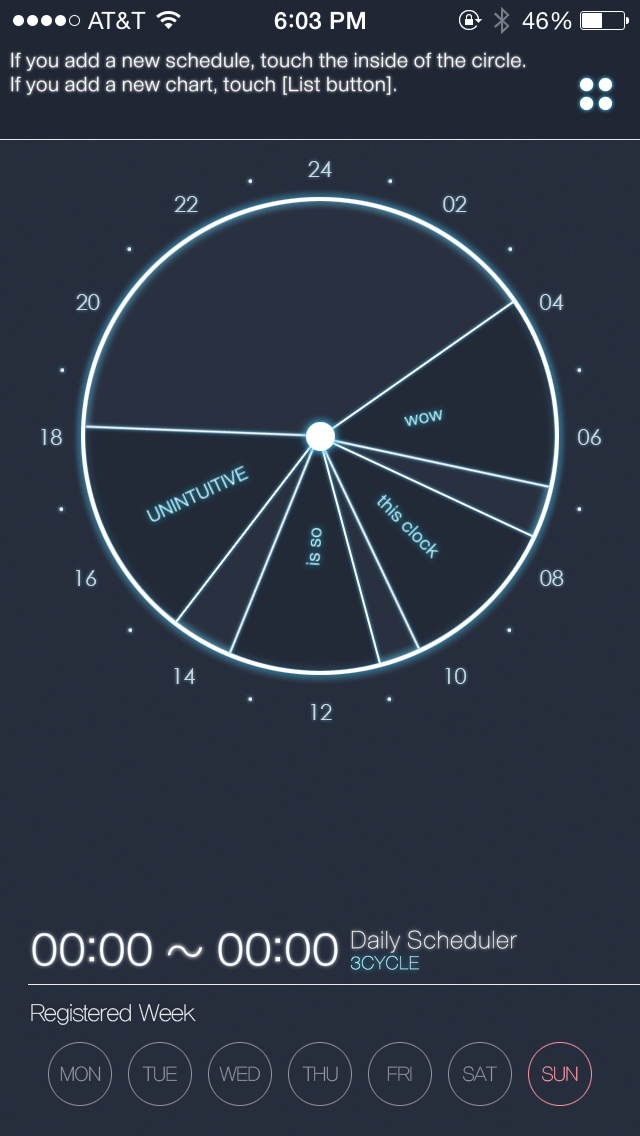 AT&T 6:03 PM 46%
If you add a new schedule, touch the inside of the circle.
If you add a new chart, touch [List button].
24
22 02
20 04
wow
18 06
UNINTUITIVE this clock
is so
16 08
14 10
12
00:00 ~ 00:00 Daily Scheduler
3CYCLE
Registered Week
MON TUE WED THU FRI SAT SUN